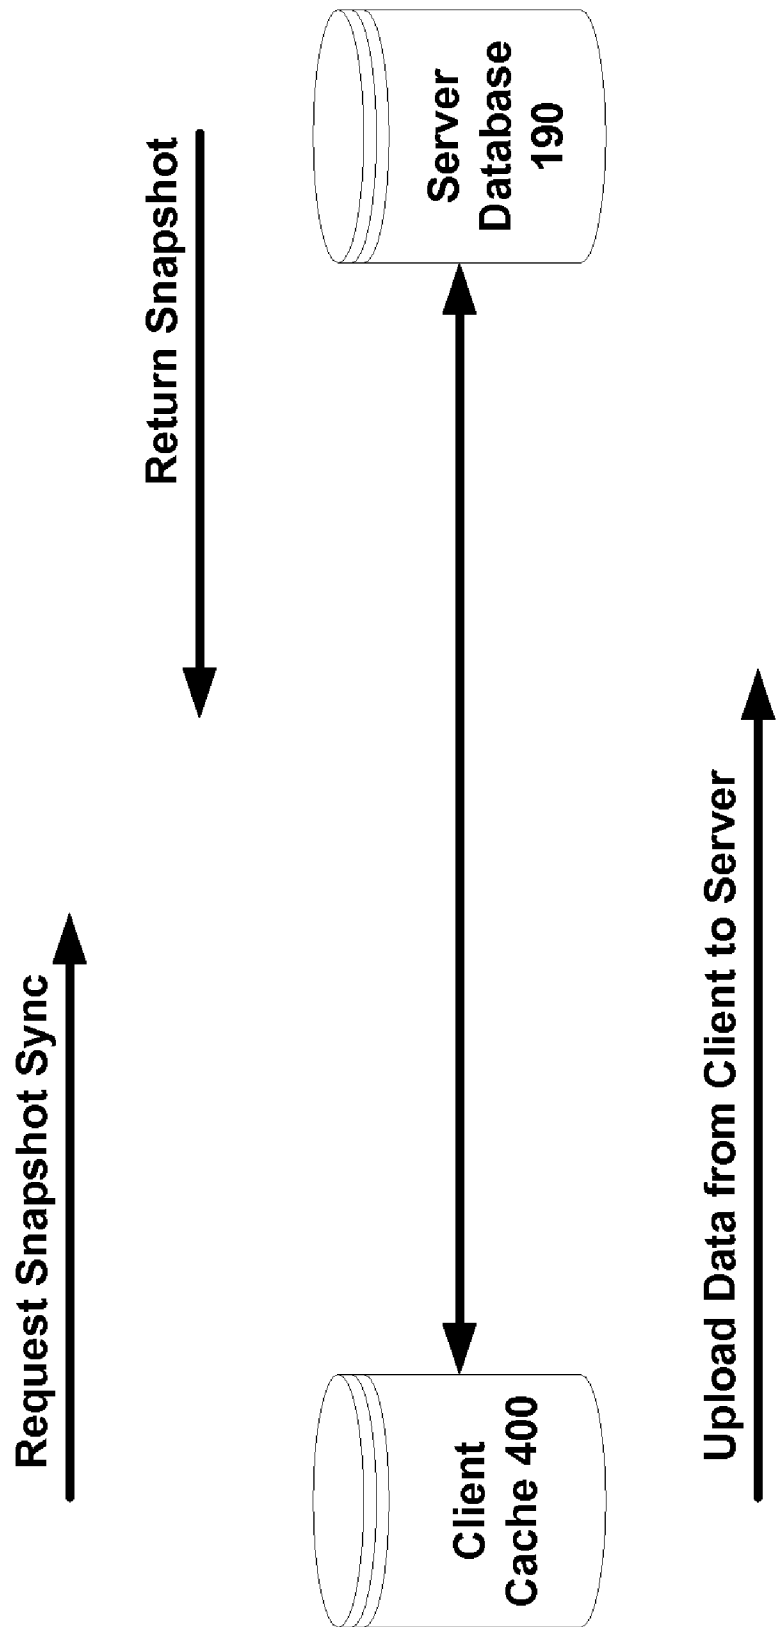 Request Snapshot Sync
Return Snapshot
Client
Cache 400
Server
Database
190
Upload Data from Client to Server